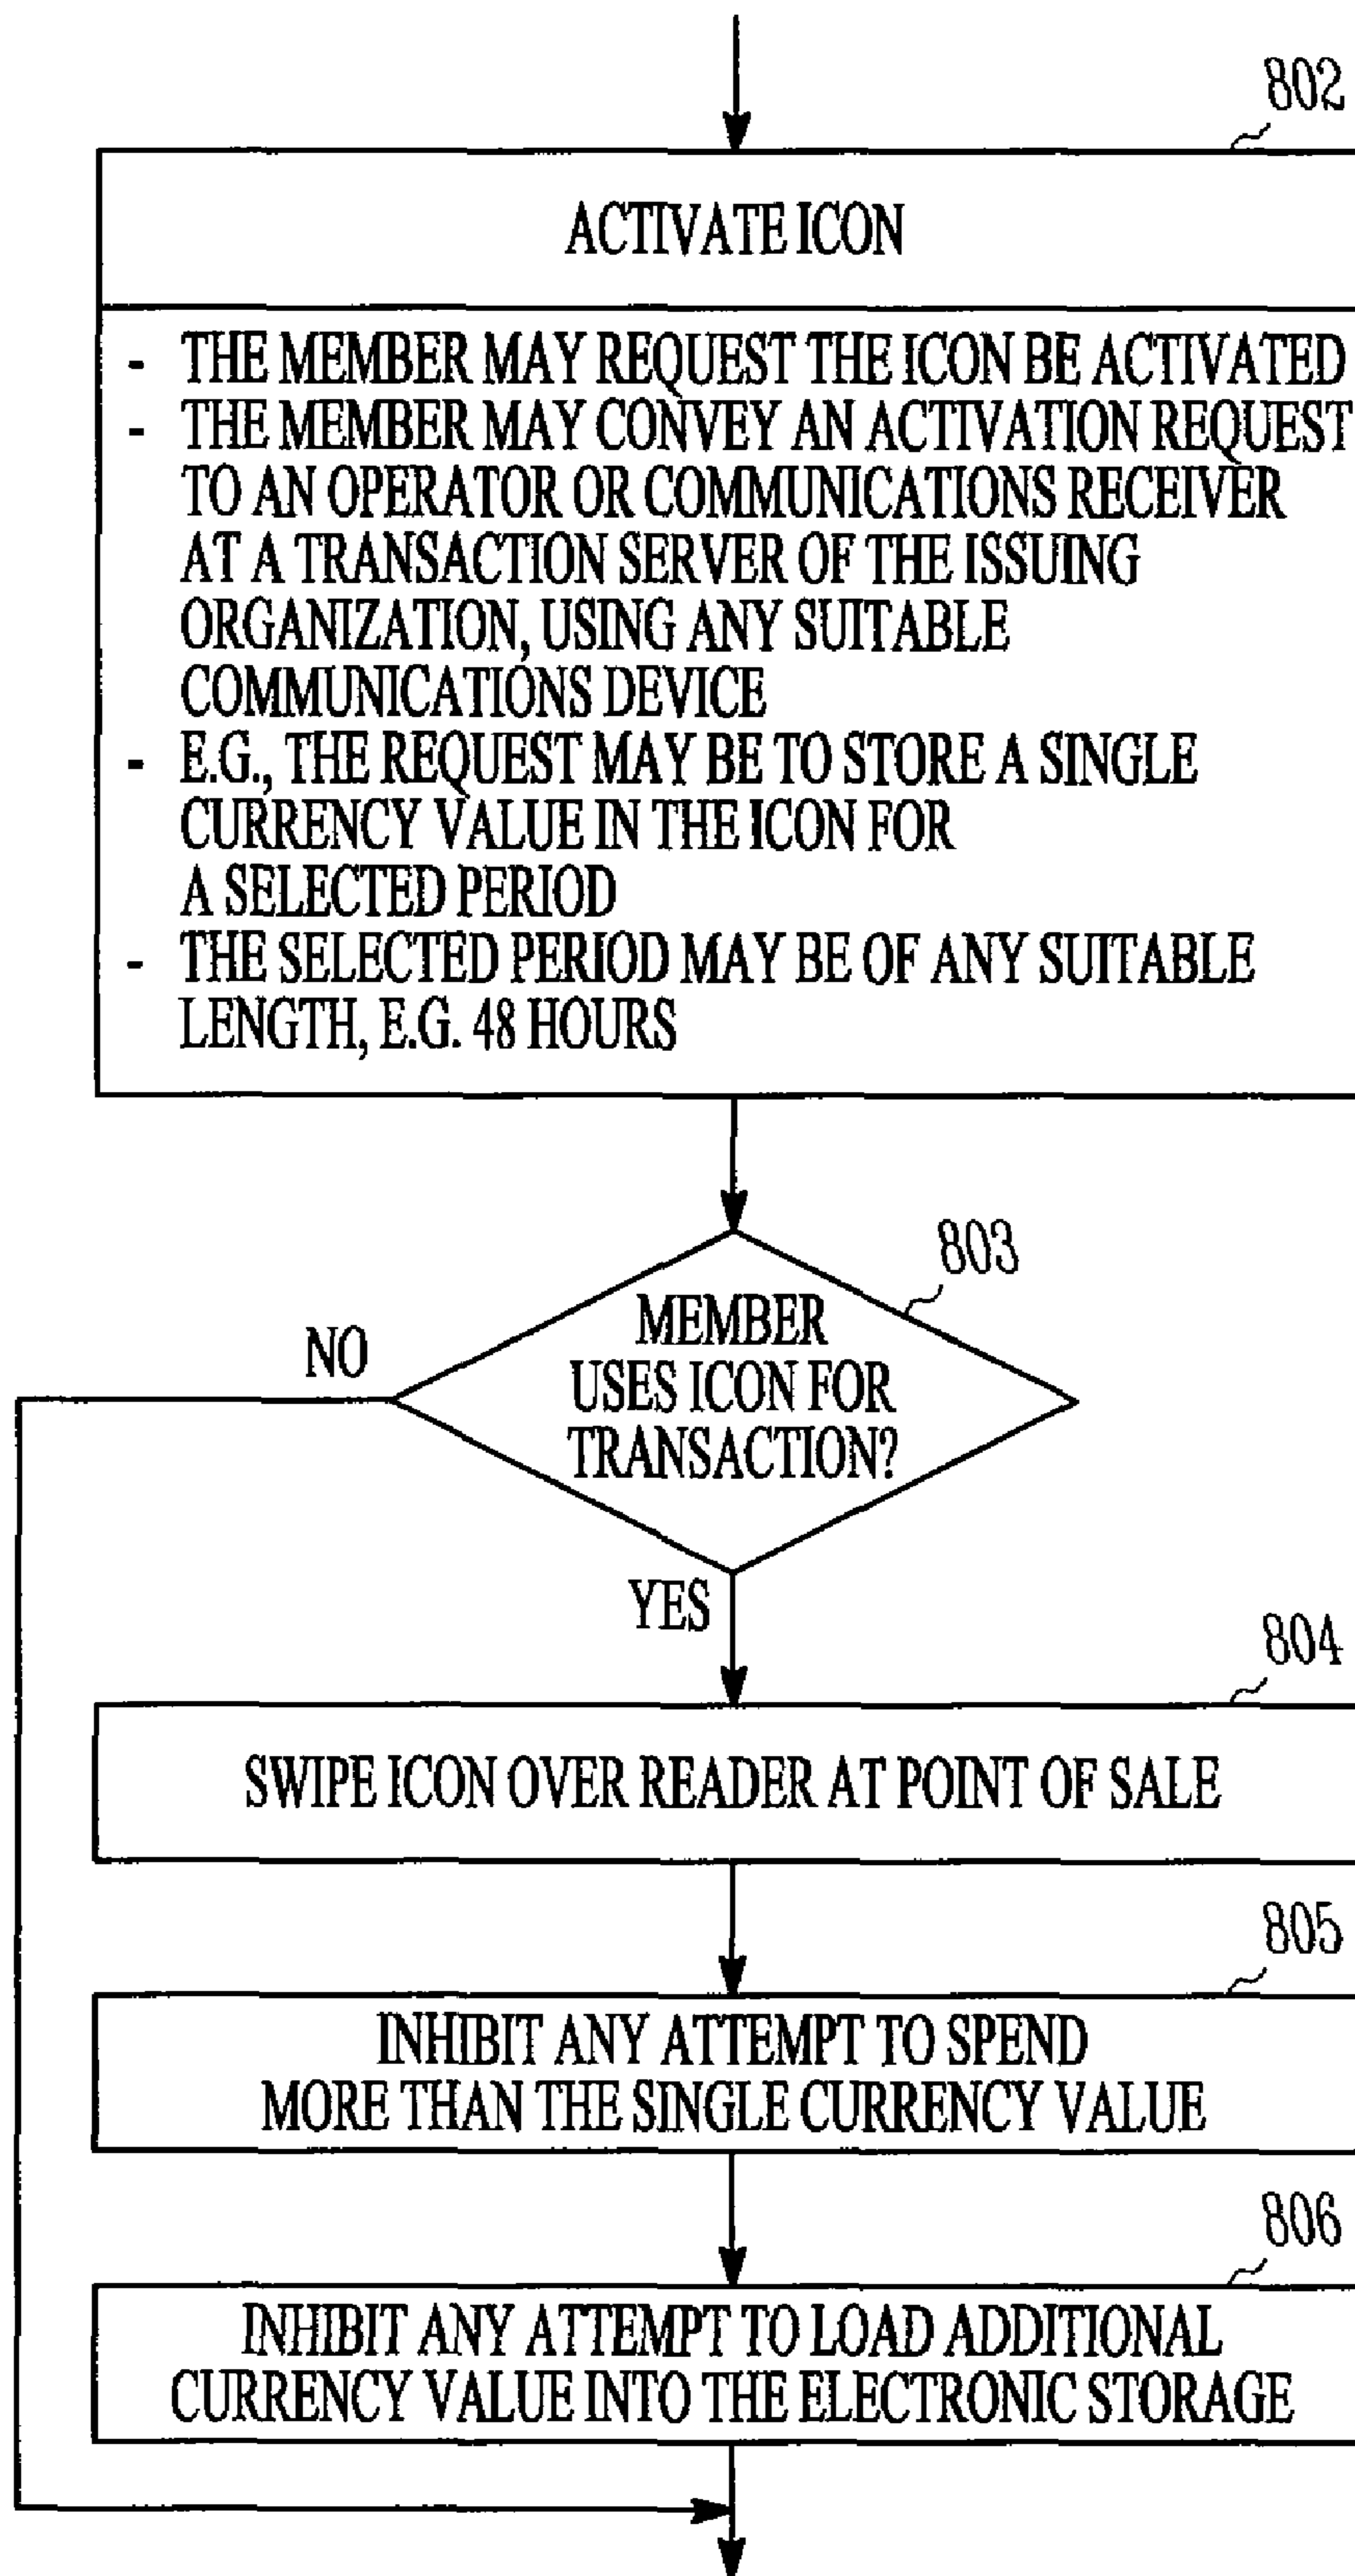 802
ACTIVATE ICON
- THE MEMBER MAY REQUEST THE ICON BE ACTIVATED
- THE MEMBER MAY CONVEY AN ACTIVATION REQUEST
TO AN OPERATOR OR COMMUNICATIONS RECEIVER
AT A TRANSACTION SERVER OF THE ISSUING
ORGANIZATION, USING ANY SUITABLE
COMMUNICATIONS DEVICE
- E.G., THE REQUEST MAY BE TO STORE A SINGLE
CURRENCY VALUE IN THE ICON FOR
A SELECTED PERIOD
- THE SELECTED PERIOD MAY BE OF ANY SUITABLE
LENGTH, E.G. 48 HOURS
803
MEMBER
NO
USES ICON FOR
TRANSACTION?
YES
804
SWIPE ICON OVER READER AT POINT OF SALE
805
INHIBIT ANY ATTEMPT TO SPEND
MORE THAN THE SINGLE CURRENCY VALUE
806
INHIBIT ANY ATTEMPT TO LOAD ADDITIONAL
CURRENCY VALUE INTO THE ELECTRONIC STORAGE